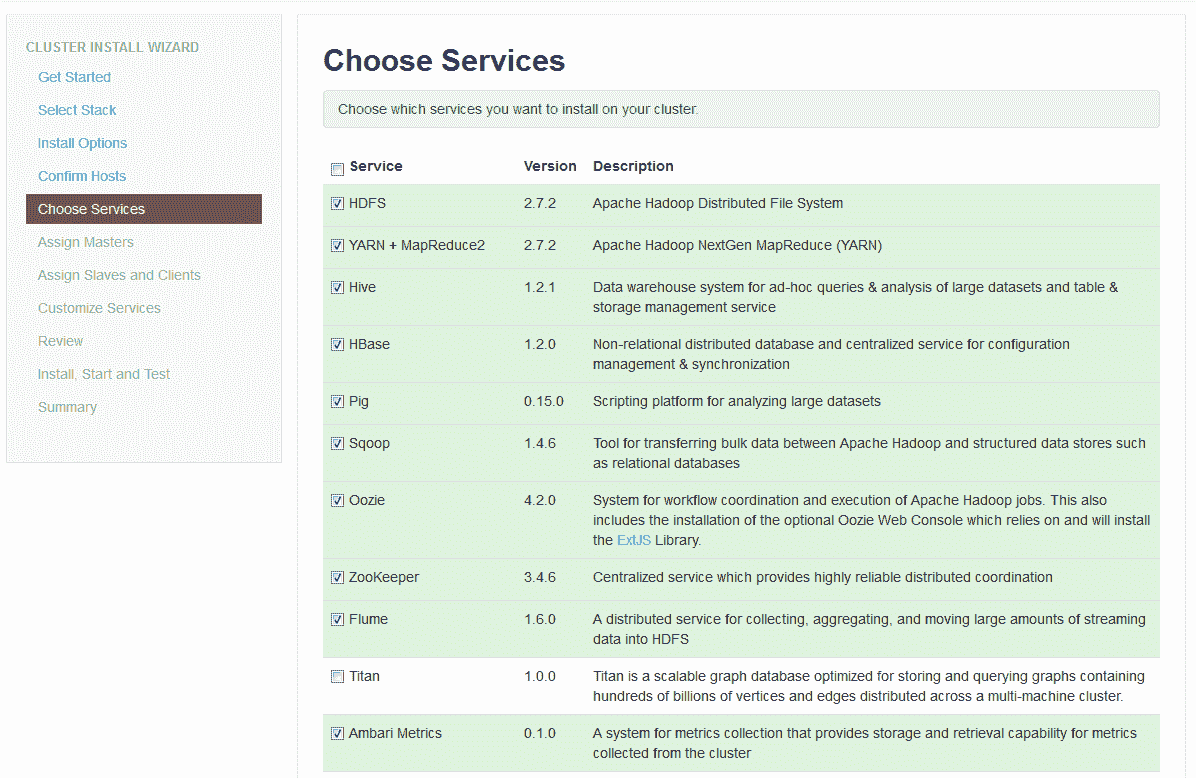 CLUSTER INSTALL WIZARD
Get Started
Select Stack
Install Options
Confirm Hosts
Choose Services
Assign Masters
Assign Slaves and Clients
Customize Services
Review
Install, Start and Test
Summary
Choose Services
Choose which services you want to install on your cluster.
Service Version Description
HDFS 2.7.2 Apache Hadoop Distributed File System
YARN + MapReduce2 2.7.2 Apache Hadoop NextGen MapReduce (YARN)
Hive 1.2.1 Data warehouse system for ad-hoc queries & analysis of large datasets and table &
storage management service
HBase 1.2.0 Non-relational distributed database and centralized service for configuration
management & synchronization
Pig 0.15.0 Scripting platform for analyzing large datasets
Sqoop 1.4.6 Tool for transferring bulk data between Apache Hadoop and structured data stores such
as relational databases
Oozie 4.2.0 System for workflow coordination and execution of Apache Hadoop jobs. This also
includes the installation of the optional Oozie Web Console which relies on and will install
the ExtJS Library.
ZooKeeper 3.4.6 Centralized service which provides highly reliable distributed coordination
Flume 1.6.0 A distributed service for collecting, aggregating, and moving large amounts of streaming
data into HDFS
Titan 1.0.0 Titan is a scalable graph database optimized for storing and querying graphs containing
hundreds of billions of vertices and edges distributed across a multi-machine cluster.
Ambari Metrics 0.1.0 A system for metrics collection that provides storage and retrieval capability for metrics
collected from the cluster